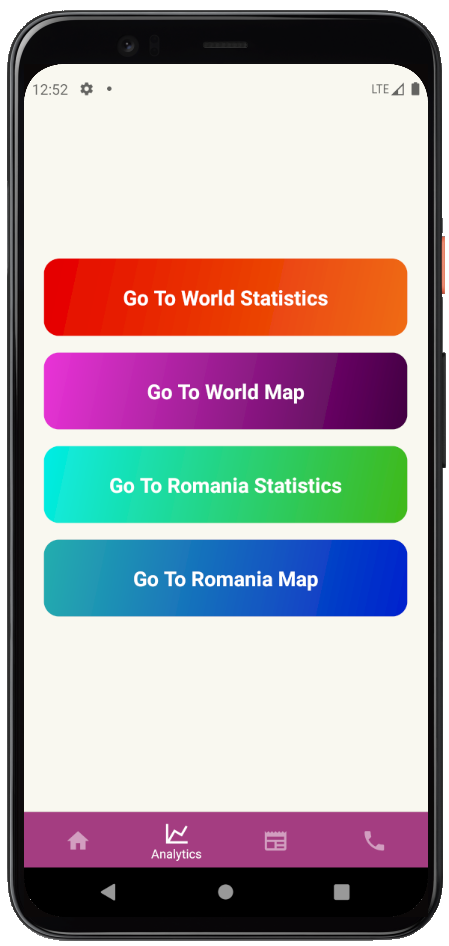 12:52
LTE
Go To World Statistics
Go To World Map
Go To Romania Statistics
Go To Romania Map
Analytics